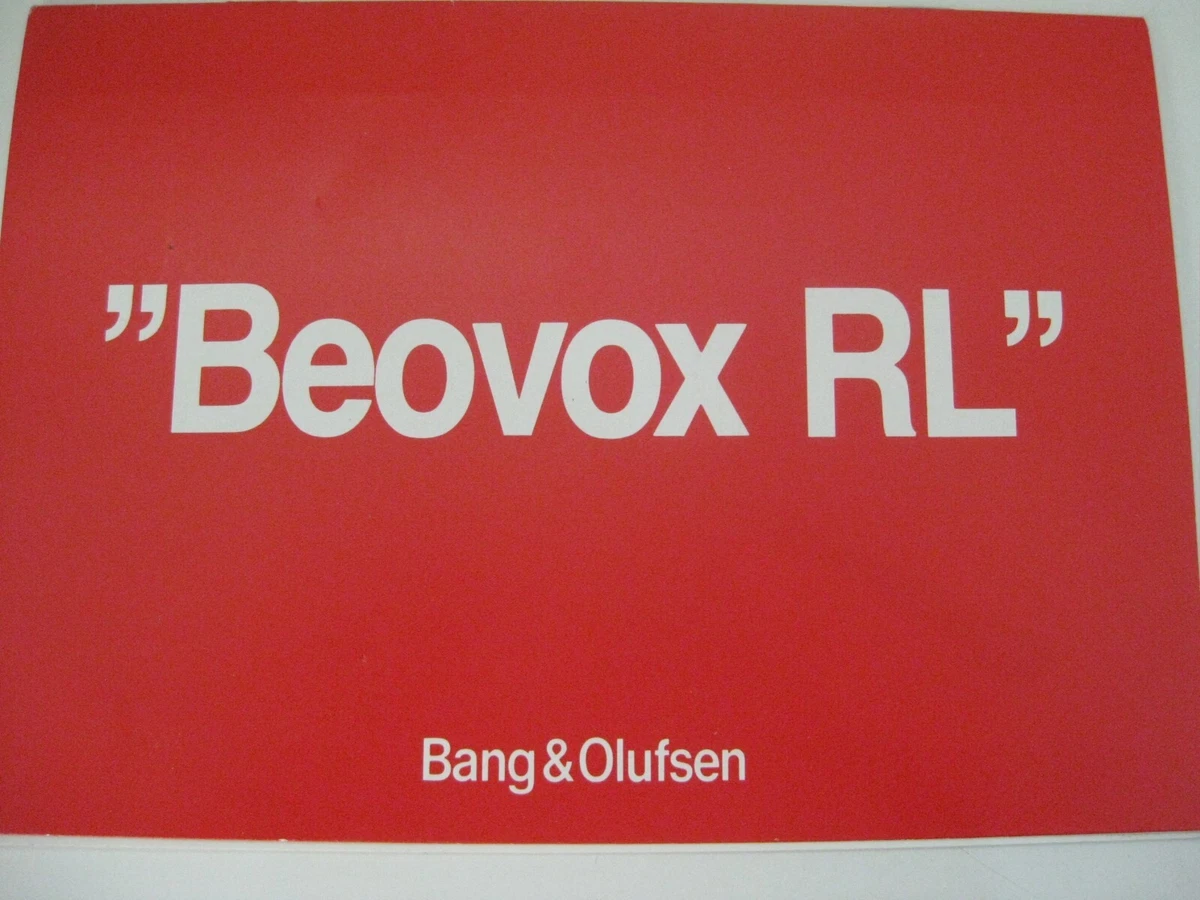 ”Beovox RL”
Bang & Olufsen